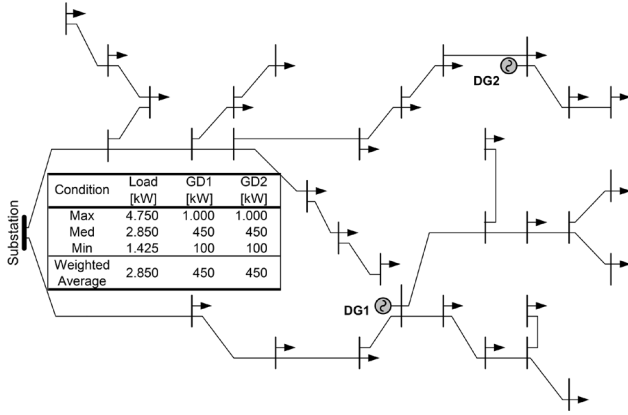 DG2
Substation
Condition Load [kW] GD1 [kW] GD2 [kW]
Max 4.750 1.000 1.000
Med 2.850 450 450
Min 1.425 100 100
Weighted Average 2.850 450 450
DG1